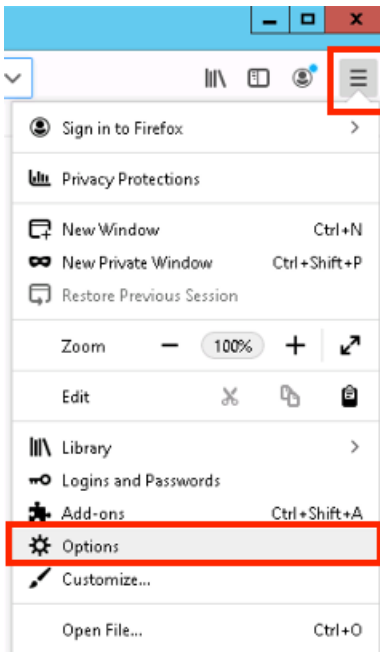 Sign in to Firefox
Privacy Protections
New Window Ctrl+N
New Private Window Ctrl+Shift+P
Restore Previous Session
Zoom 100%
Edit
Library
Logins and Passwords
Add-ons Ctrl+Shift+A
Options
Customize...
Open File... Ctrl+O